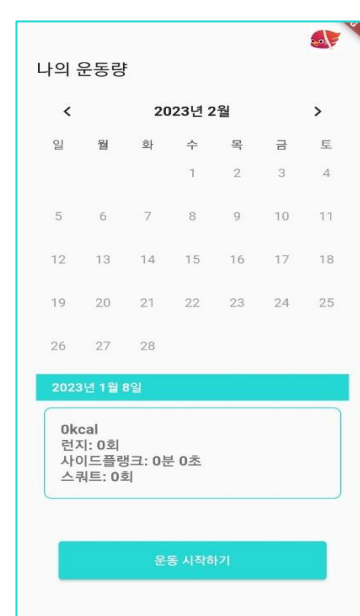 나의 운동량
< 2023년 2월 >
일 월 화 수 목 금 토
1 2 3 4
5 6 7 8 9 10 11
12 13 14 15 16 17 18
19 20 21 22 23 24 25
26 27 28
2023년 1월 8일
0kcal
런지: 0회
사이드플랭크: 0분 0초
스쿼트: 0회
운동 시작하기